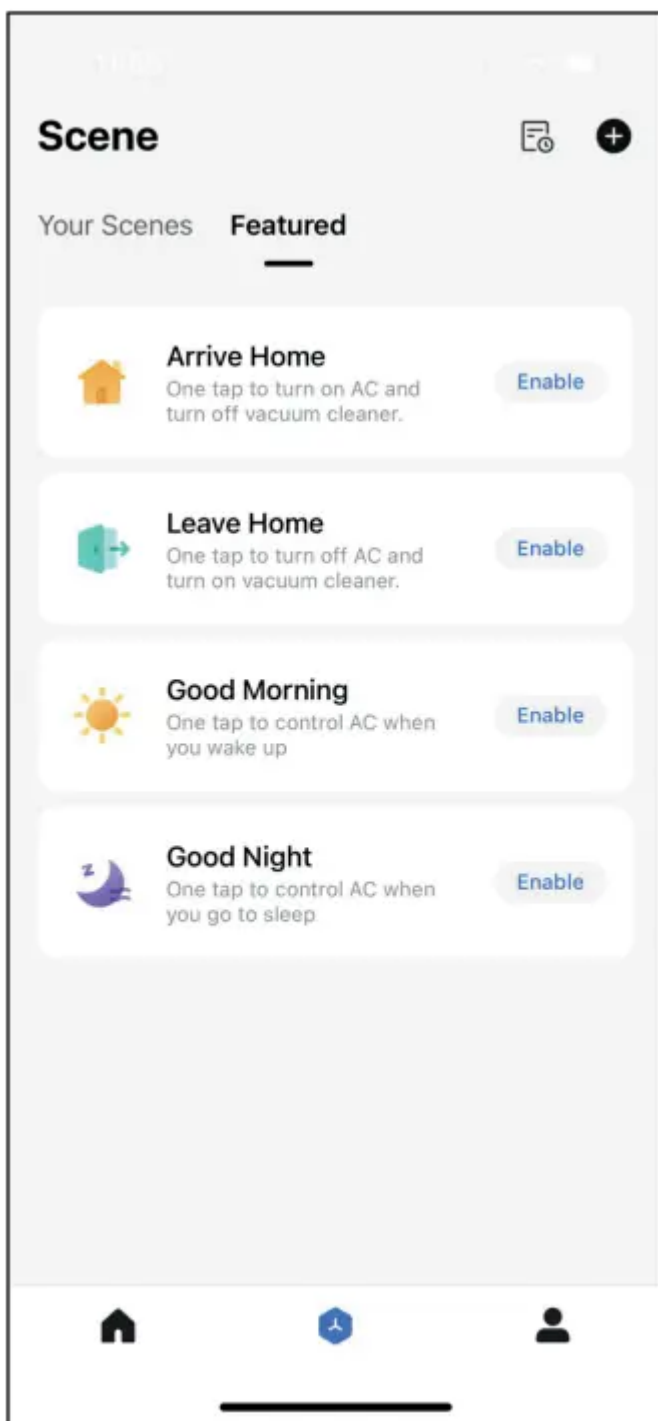 Scene
Your Scenes Featured
Arrive Home
One tap to turn on AC and
turn off vacuum cleaner.
Enable
Leave Home
One tap to turn off AC and
turn on vacuum cleaner.
Enable
Good Morning
One tap to control AC when
you wake up
Enable
Good Night
One tap to control AC when
you go to sleep
Enable